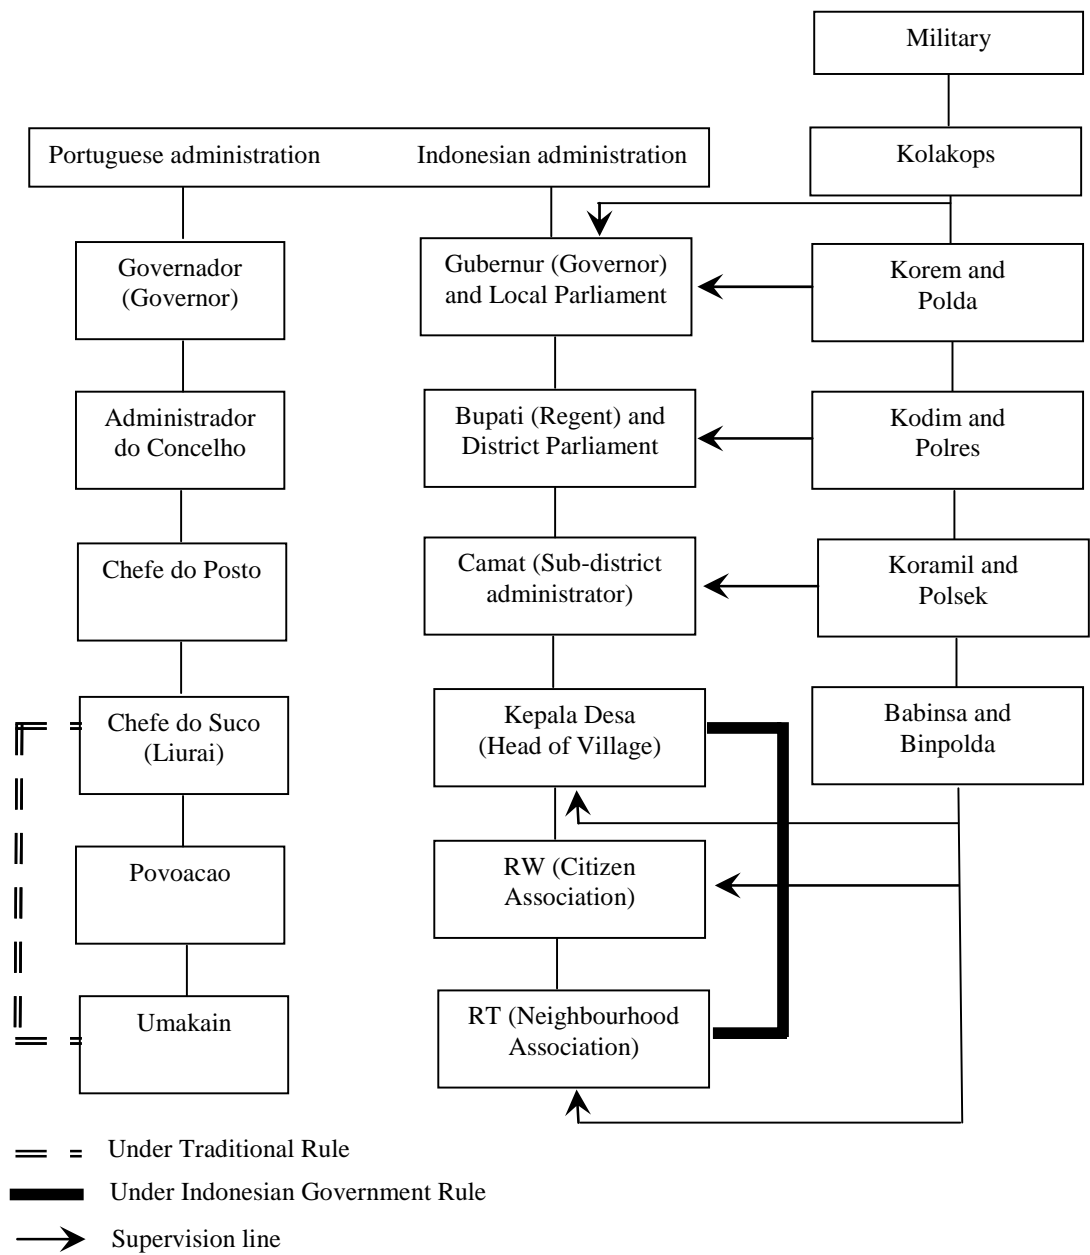 Military
Kolakops
Portuguese administration
Indonesian administration
Governador
(Governor)
Gubernur (Governor)
and Local Parliament
Korem and
Polda
Administrador
do Concelho
Bupati (Regent) and
District Parliament
Kodim and
Polres
Chefe do Posto
Camat (Sub-district
administrator)
Koramil and
Polsek
Chefe do Suco
(Liurai)
Kepala Desa
(Head of Village)
Babinsa and
Binpolda
Povoacao
RW (Citizen
Association)
Umakain
RT (Neighbourhood
Association)
Under Traditional Rule
Under Indonesian Government Rule
Supervision line